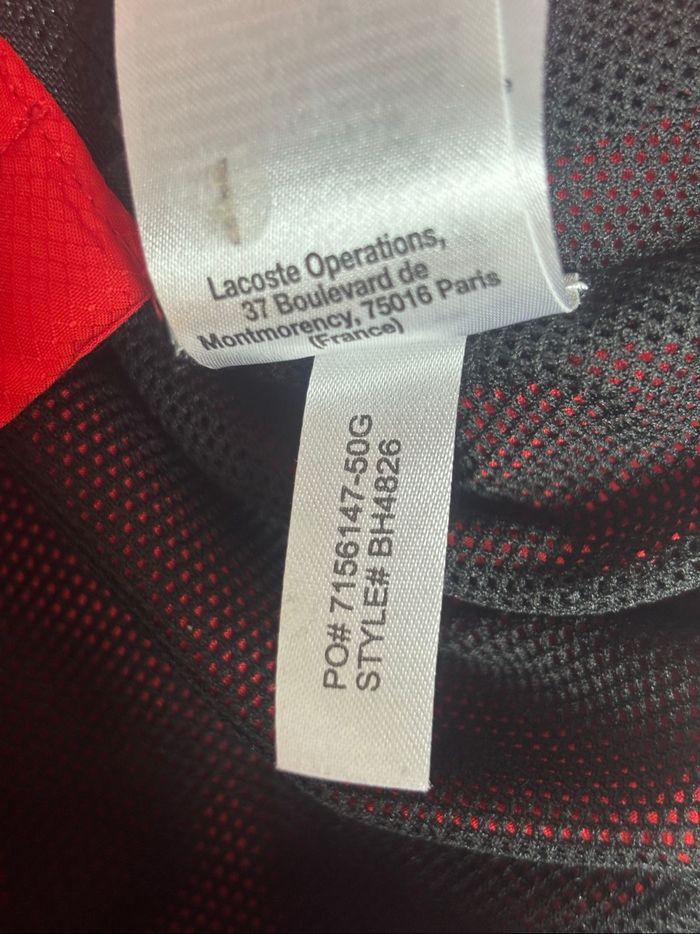 Lacoste Operations,
37 Boulevard de
Montmorency, 75016 Paris
(France)
PO# 7156147-50G
STYLE# BH4826